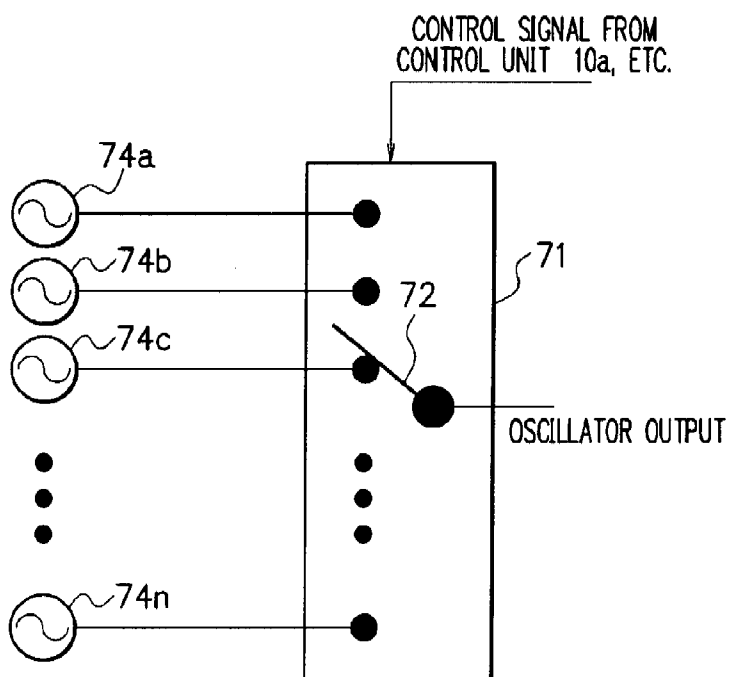 CONTROL SIGNAL FROM
CONTROL UNIT 10a, ETC.
74a
74b
71
72
74c
OSCILLATOR OUTPUT
74n